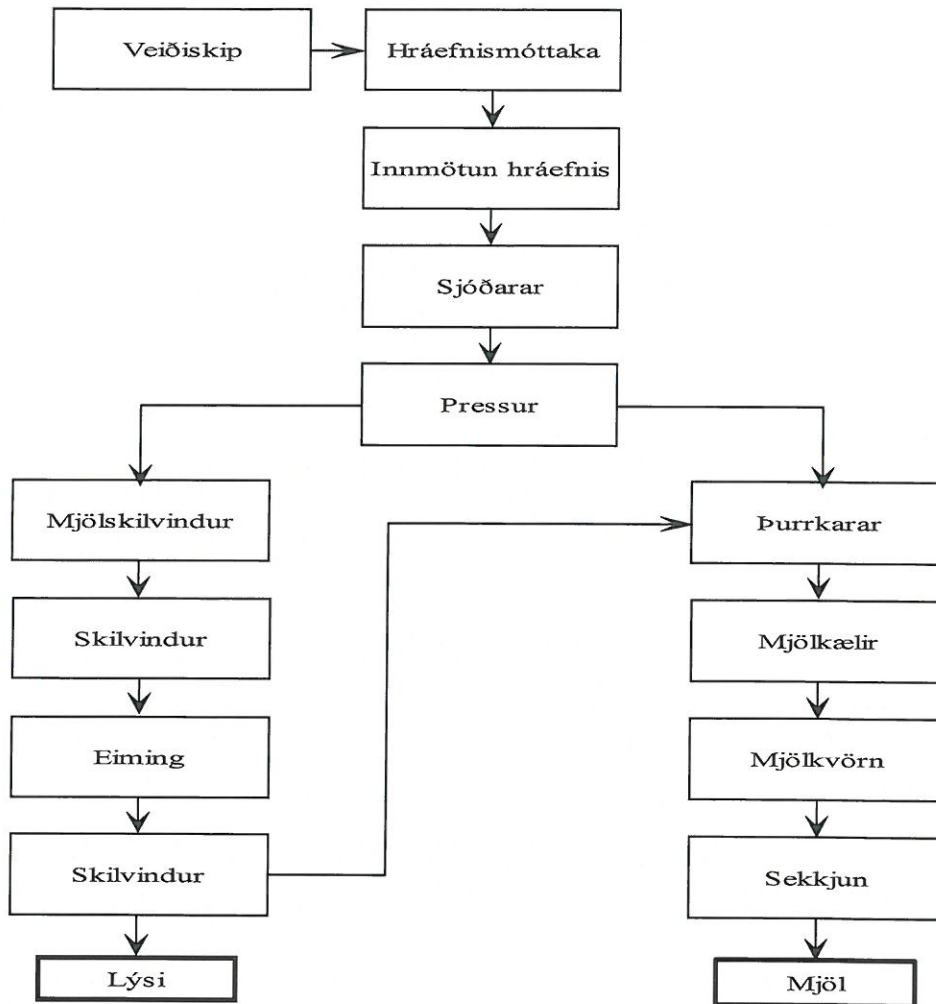 Veiðiskip
Hráefnismóttaka
Innmötun hráefnis
Sjóðarar
Pressur
Mjölskilvindur
Skilvindur
Eiming
Skilvindur
Lýsi
Þurrkarar
Mjölkælir
Mjölkvörn
Sekkjun
Mjöl